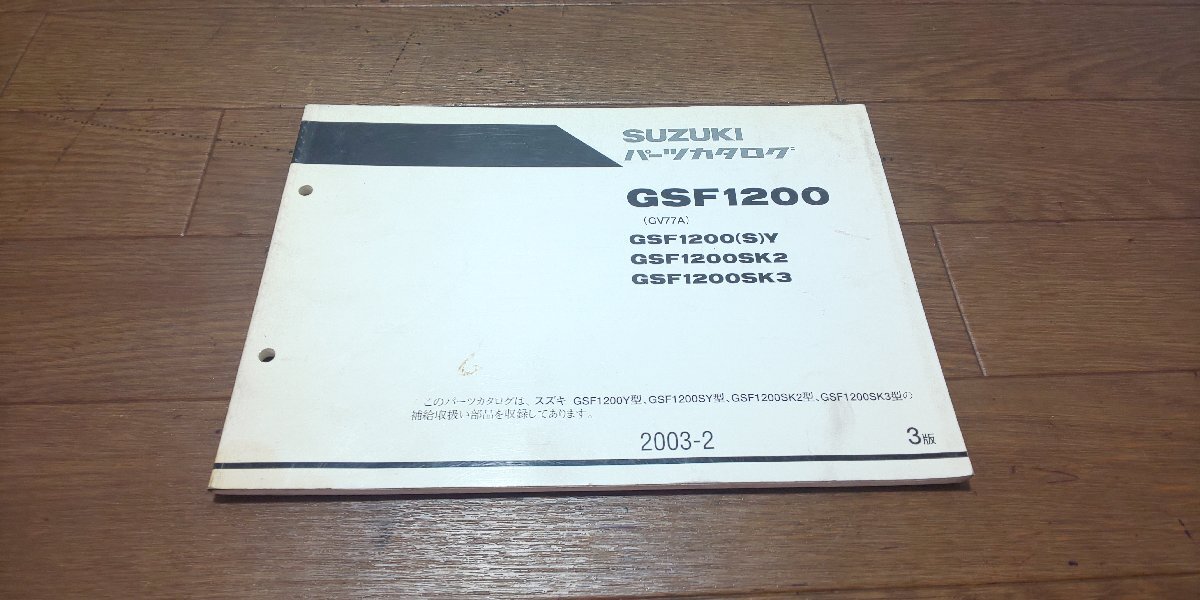 SUZUKI
パーツカタログ
GSF1200
(GV77A)
GSF1200(S)Y
GSF1200SK2
GSF1200SK3
このパーツカタログは、スズキ GSF1200Y型、GSF1200SY型、GSF1200SK2型、GSF1200SK3型の
補給取扱い部品を収録してあります。
2003-2
3版